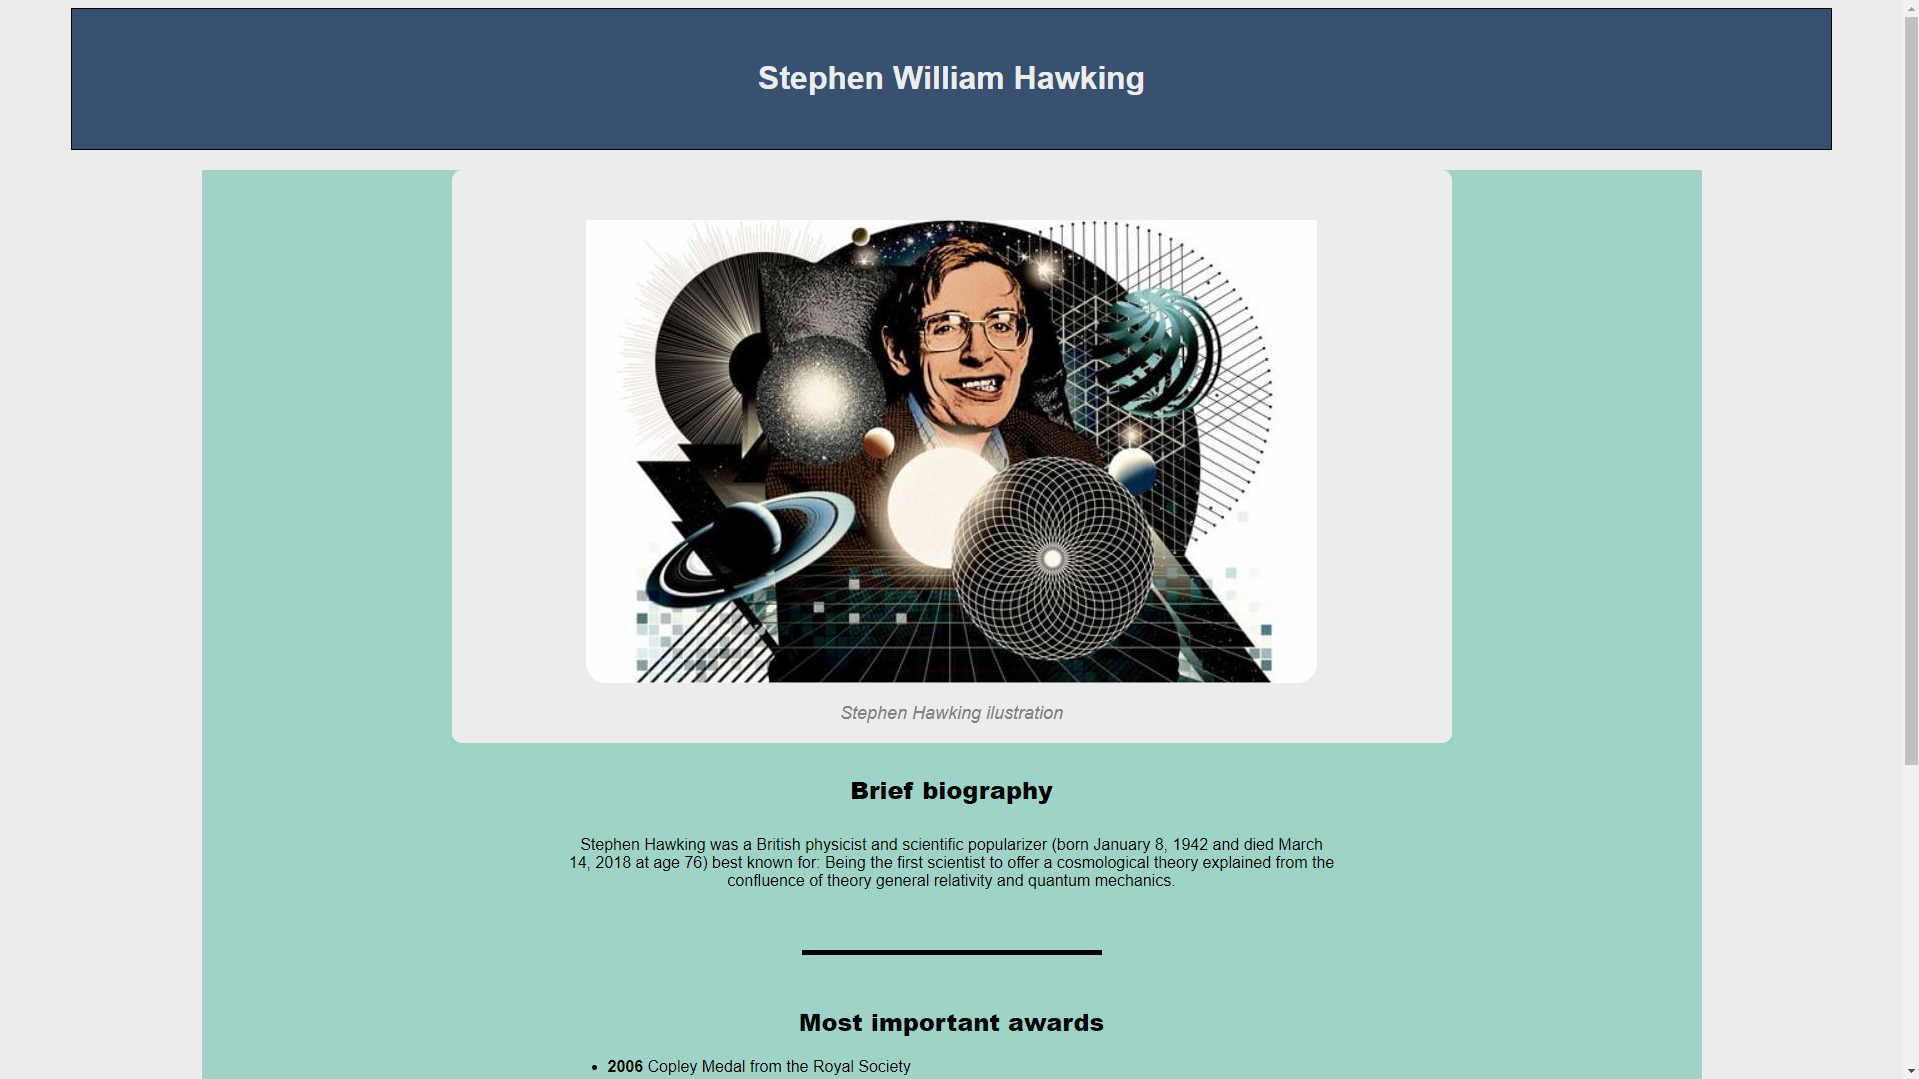 Stephen William Hawking
Stephen Hawking ilustration
Brief biography
Stephen Hawking was a British physicist and scientific popularizer (born January 8, 1942 and died March
14, 2018 at age 76) best known for: Being the first scientist to offer a cosmological theory explained from the
confluence of theory general relativity and quantum mechanics.
Most important awards
• 2006 Copley Medal from the Royal Society